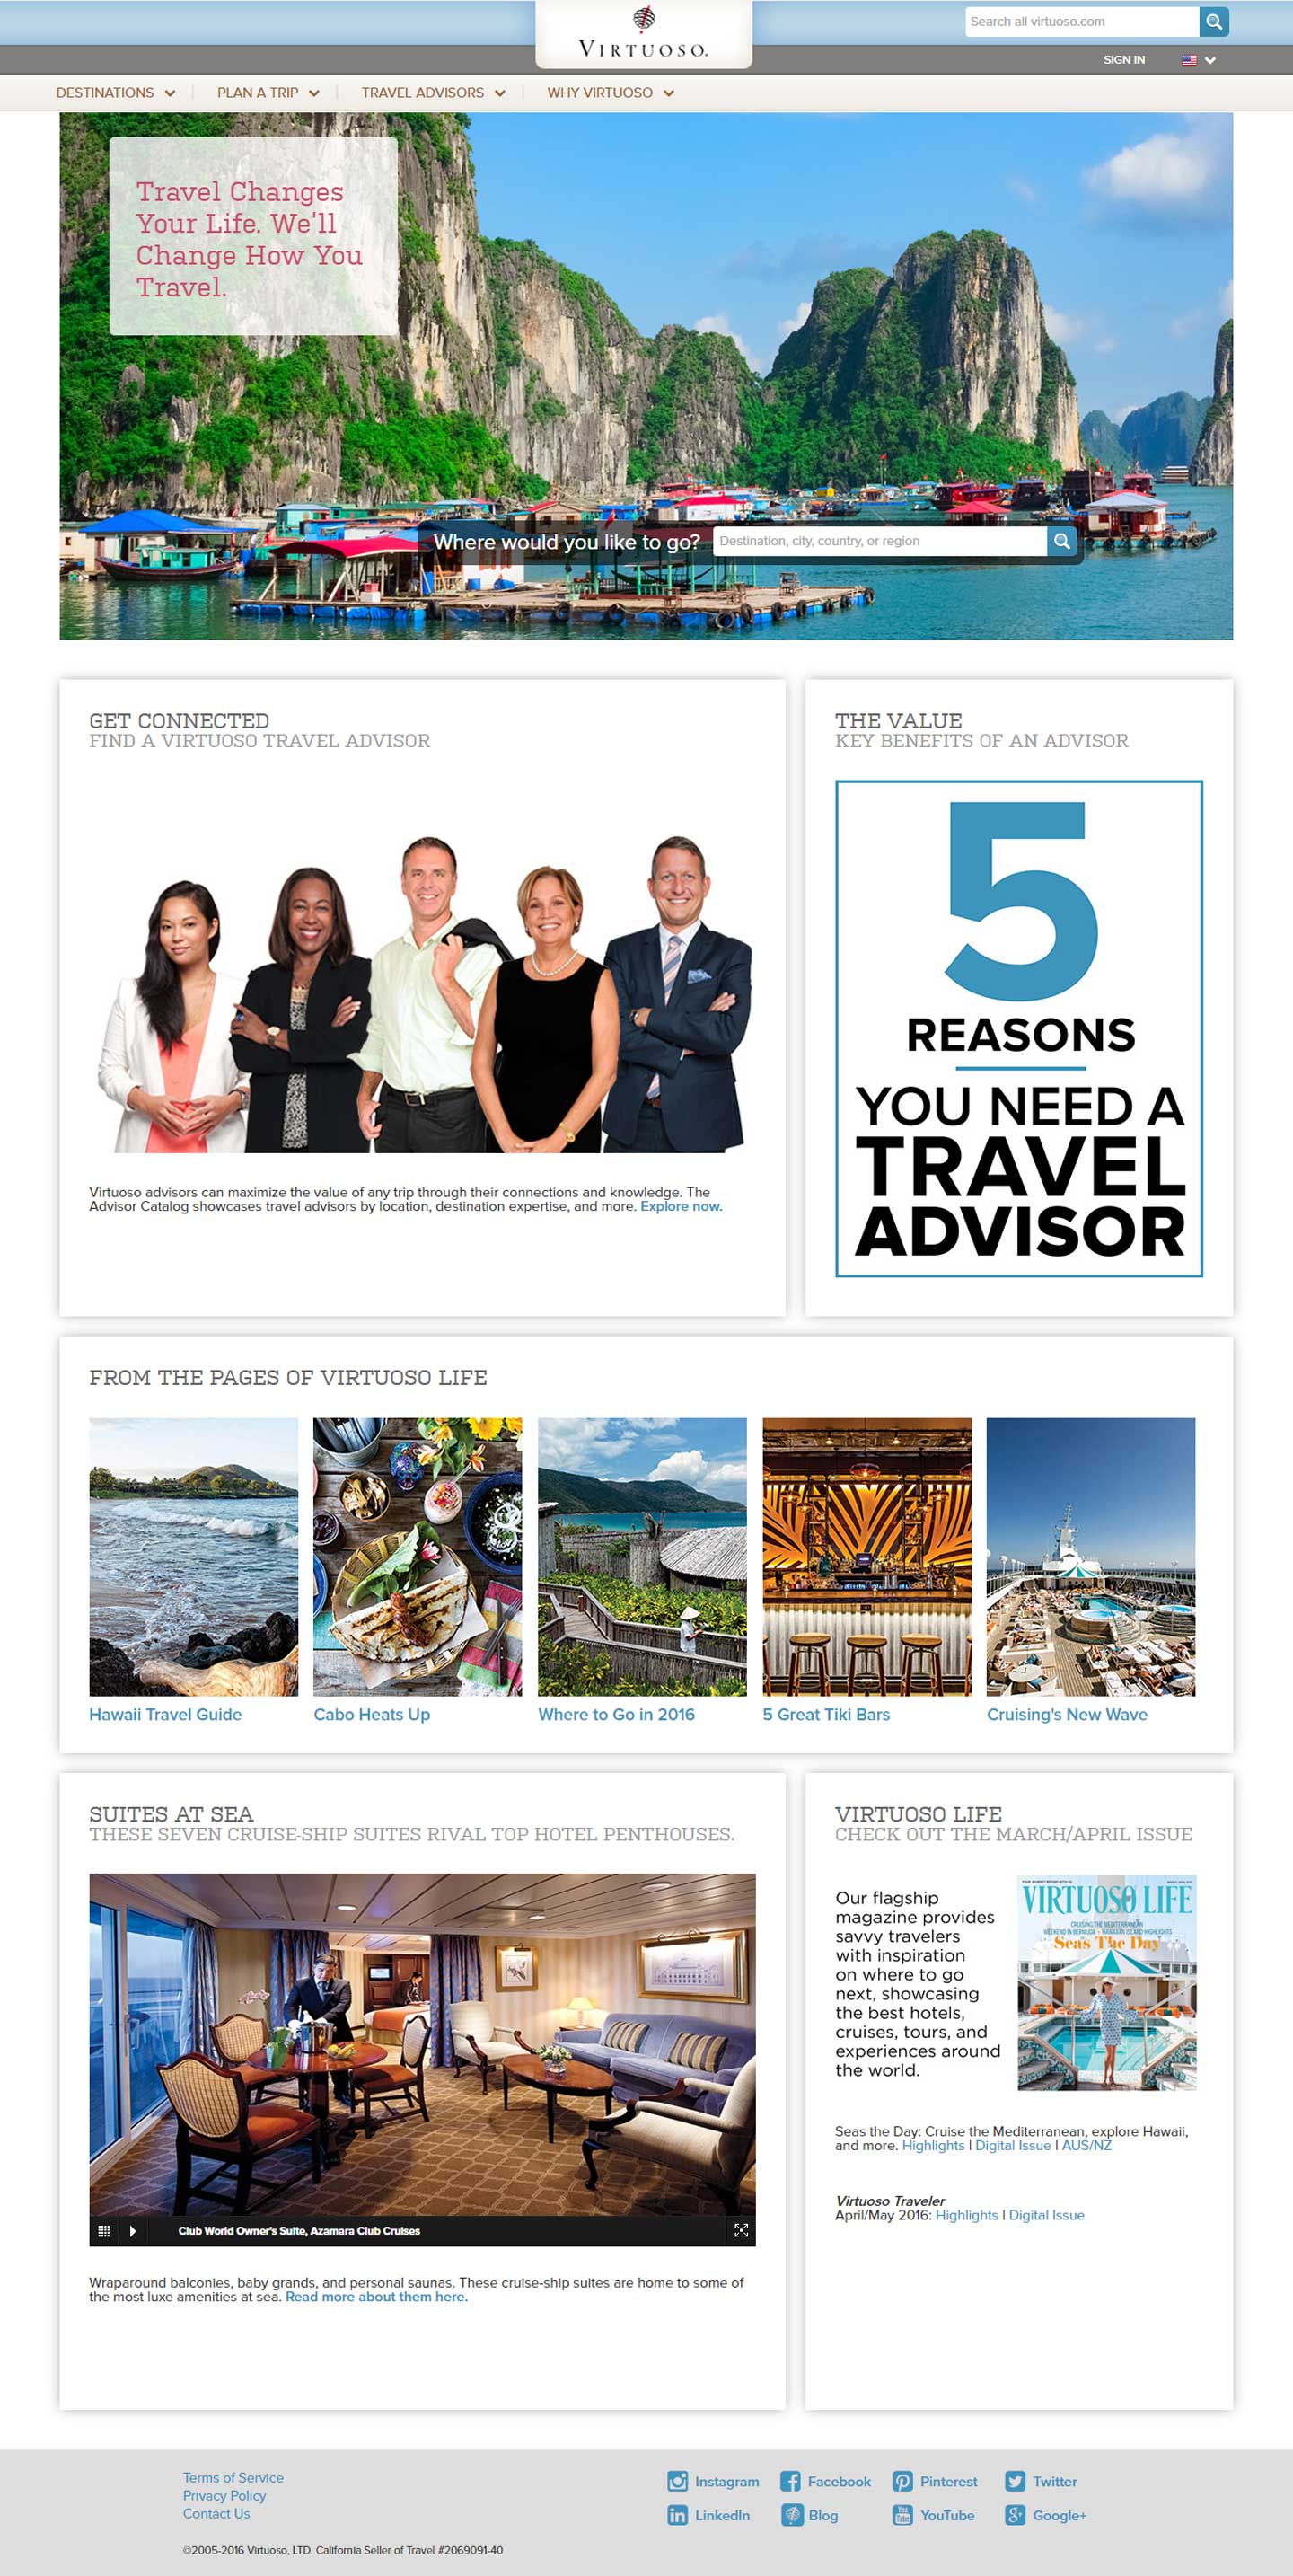 VIRTUOSO.
Search all virtuoso.com
SIGN IN
DESTINATIONS
PLAN A TRIP
TRAVEL ADVISORS
WHY VIRTUOSO
Travel Changes
Your Life. We'll
Change How You
Travel.
Where would you like to go?
Destination, city, country, or region
GET CONNECTED
FIND A VIRTUOSO TRAVEL ADVISOR
Virtuoso advisors can maximize the value of any trip through their connections and knowledge. The
Advisor Catalog showcases travel advisors by location, destination expertise, and more. Explore now.
THE VALUE
KEY BENEFITS OF AN ADVISOR
5
REASONS
YOU NEED A
TRAVEL
ADVISOR
FROM THE PAGES OF VIRTUOSO LIFE
Hawaii Travel Guide
Cabo Heats Up
Where to Go in 2016
5 Great Tiki Bars
Cruising's New Wave
SUITES AT SEA
THESE SEVEN CRUISE-SHIP SUITES RIVAL TOP HOTEL PENTHOUSES.
Club World Owner's Suite, Azamara Club Cruises
Wraparound balconies, baby grands, and personal saunas. These cruise-ship suites are home to some of
the most luxe amenities at sea. Read more about them here.
VIRTUOSO LIFE
CHECK OUT THE MARCH/APRIL ISSUE
Our flagship
magazine provides
savvy travelers
with inspiration
on where to go
next, showcasing
the best hotels,
cruises, tours, and
experiences around
the world.
VIRTUOSO LIFE
CRUISING THE MEDITERRANEAN
WEEKEND IN BERMUDA • HAWAIIAN ISLAND HIGHLIGHTS
Seas The Day
Seas the Day: Cruise the Mediterranean, explore Hawaii,
and more. Highlights | Digital Issue | AUS/NZ
Virtuoso Traveler
April/May 2016: Highlights | Digital Issue
Terms of Service
Privacy Policy
Contact Us
©2005-2016 Virtuoso, LTD. California Seller of Travel #2069091-40
Instagram
Facebook
Pinterest
Twitter
LinkedIn
Blog
You
Tube
YouTube
Google+